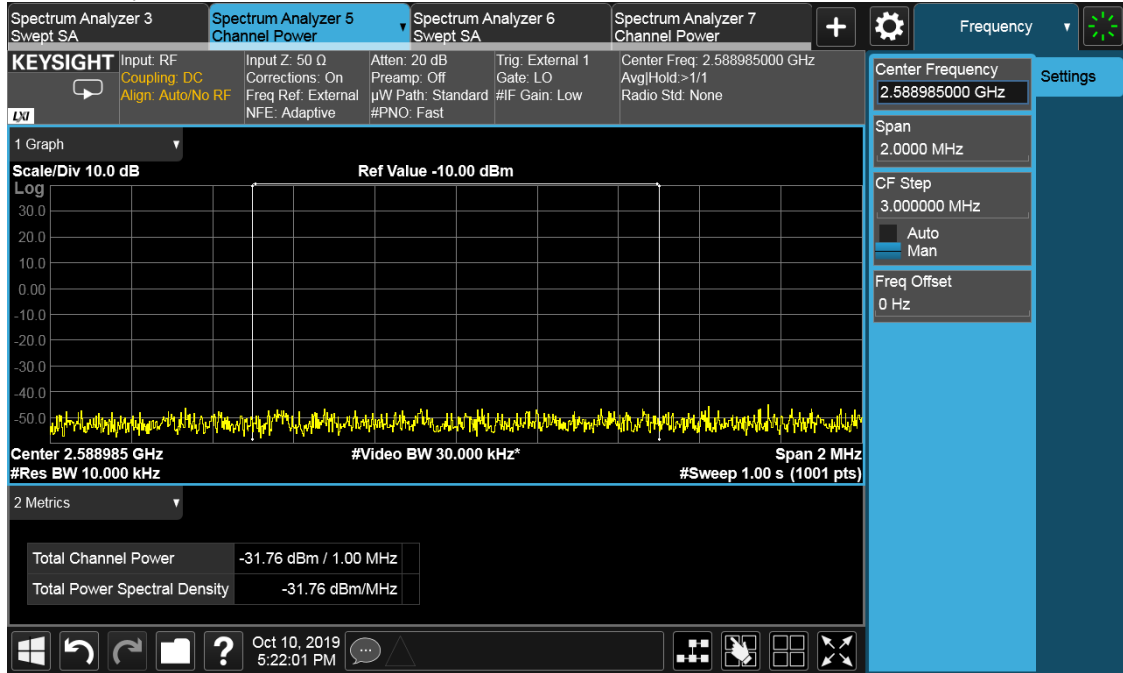 Spectrum Analyzer 3
Swept SA
Spectrum Analyzer 5
Channel Power
Spectrum Analyzer 6
Swept SA
Spectrum Analyzer 7
Channel Power
Frequency
KEYSIGHT
LXI
Input: RF
Coupling: DC
Align: Auto/No RF
Input Z: 50 Ω
Corrections: On
Freq Ref: External
NFE: Adaptive
Atten: 20 dB
Preamp: Off
µW Path: Standard
#PNO: Fast
Trig: External 1
Gate: LO
#IF Gain: Low
Center Freq: 2.588985000 GHz
Avg|Hold:>1/1
Radio Std: None
Center Frequency
2.588985000 GHz
Settings
Span
2.0000 MHz
CF Step
3.000000 MHz
Auto
Man
Freq Offset
0 Hz
1 Graph
Scale/Div 10.0 dB
Ref Value -10.00 dBm
Log
30.0
20.0
10.0
0.00
-10.0
-20.0
-30.0
-40.0
-50.0
Center 2.588985 GHz
#Video BW 30.000 kHz*
Span 2 MHz
#Res BW 10.000 kHz
#Sweep 1.00 s (1001 pts)
2 Metrics
Total Channel Power -31.76 dBm / 1.00 MHz
Total Power Spectral Density -31.76 dBm/MHz
?
Oct 10, 2019
5:22:01 PM